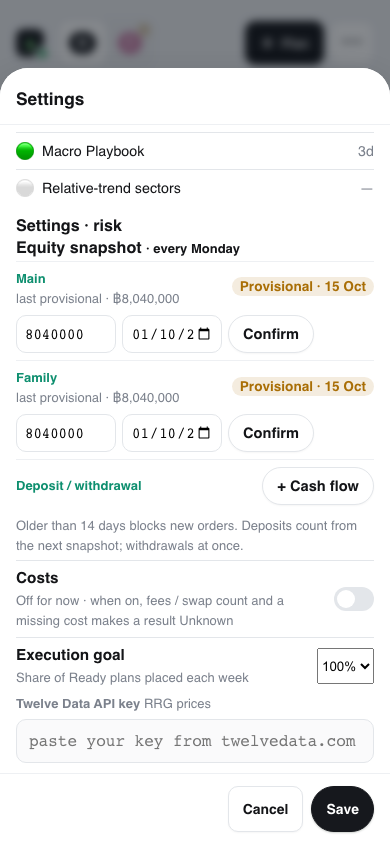 Settings
Macro Playbook 3d
Relative-trend sectors —
Settings · risk
Equity snapshot · every Monday
Main
last provisional · ฿8,040,000
Provisional · 15 Oct
8040000 01/10/2 Confirm
Family
last provisional · ฿8,040,000
Provisional · 15 Oct
8040000 01/10/2 Confirm
Deposit / withdrawal + Cash flow
Older than 14 days blocks new orders. Deposits count from
the next snapshot; withdrawals at once.
Costs
Off for now · when on, fees / swap count and a
missing cost makes a result Unknown
Execution goal
Share of Ready plans placed each week
100%
Twelve Data API key RRG prices
paste your key from twelvedata.com
Cancel Save